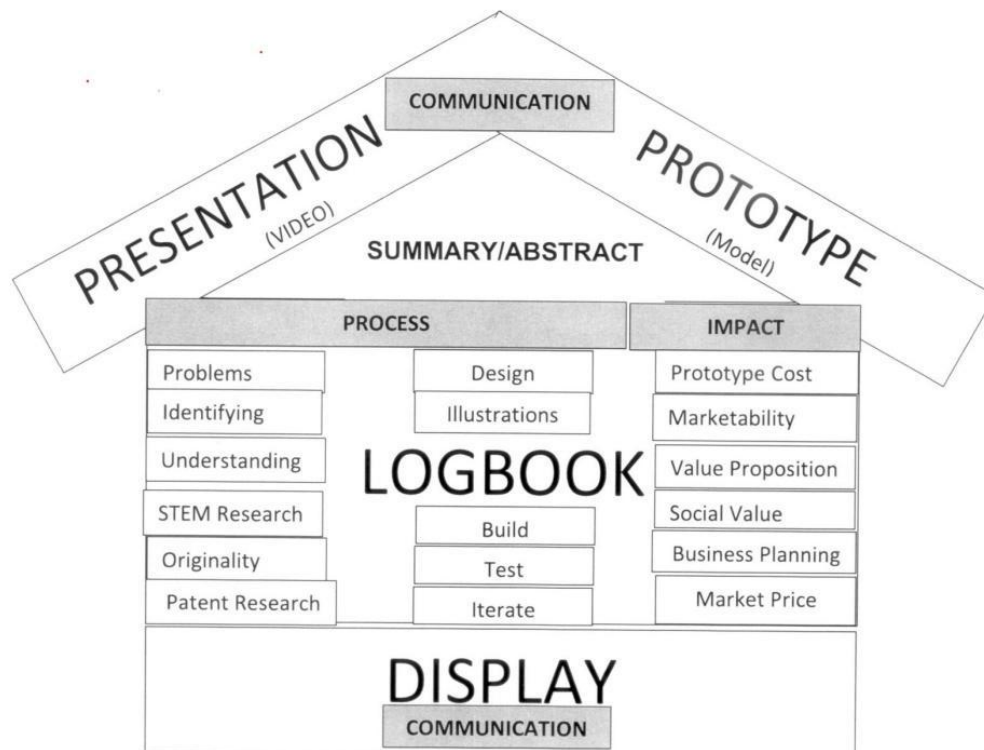 COMMUNICATION
PRESENTATION
(VIDEO)
PROTOTYPE
(Model)
SUMMARY/ABSTRACT
PROCESS
IMPACT
Problems
Identifying
Understanding
STEM Research
Originality
Patent Research
Design
Illustrations
LOGBOOK
Build
Test
Iterate
Prototype Cost
Marketability
Value Proposition
Social Value
Business Planning
Market Price
DISPLAY
COMMUNICATION